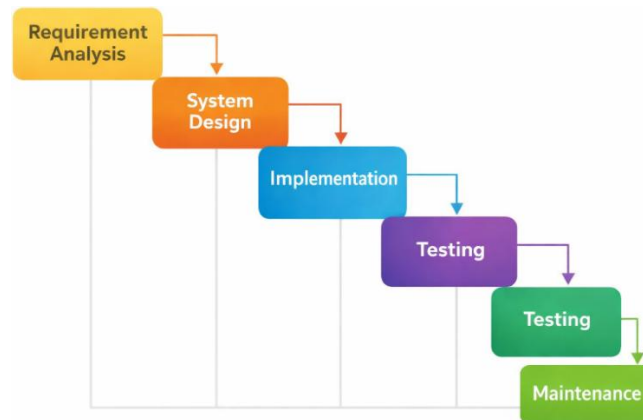 Requirement
Analysis
System
Design
Implementation
Testing
Testing
Maintenance